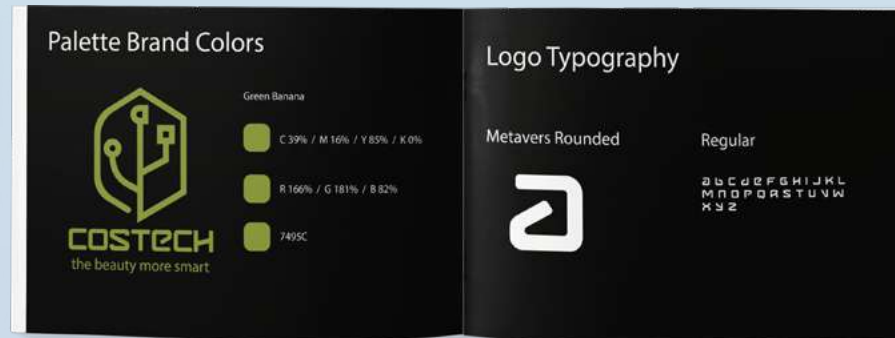 Palette Brand Colors
Green Banana
C 39% / M 16% / Y 85% / K 0%
R 166% / G 181% / B 82%
7495C
COSTECH
the beauty more smart
Logo Typography
Metavers Rounded
a
Regular
abcdeFGHIJKL
MNOPQRSTUVW
XYZ